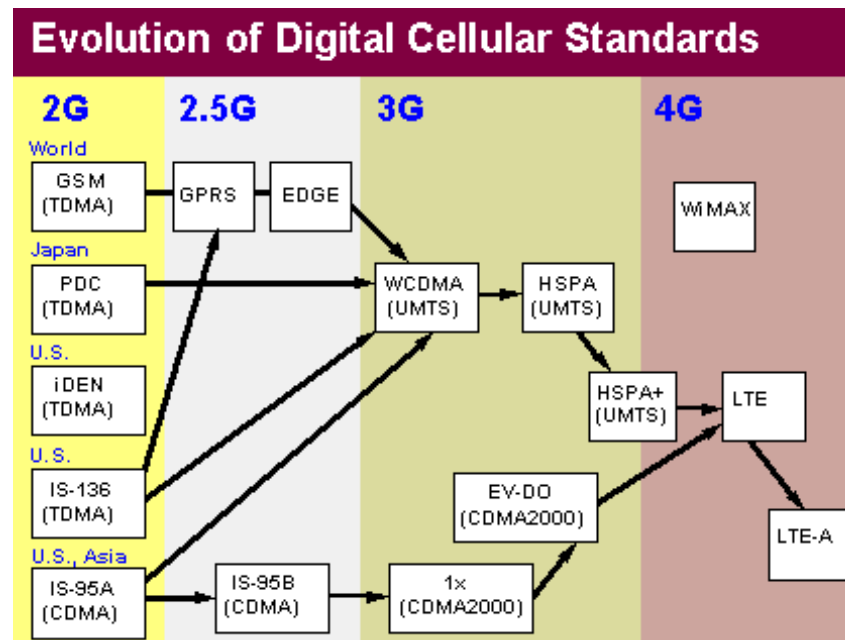 Evolution of Digital Cellular Standards
2G
2.5G
3G
4G
World
GSM
(TDMA)
GPRS
EDGE
WiMAX
Japan
PDC
(TDMA)
WCDMA
(UMTS)
HSPA
(UMTS)
U.S.
iDEN
(TDMA)
HSPA+
(UMTS)
LTE
U.S.
IS-136
(TDMA)
EV-DO
(CDMA2000)
LTE-A
U.S., Asia
IS-95A
(CDMA)
IS-95B
(CDMA)
1x
(CDMA2000)